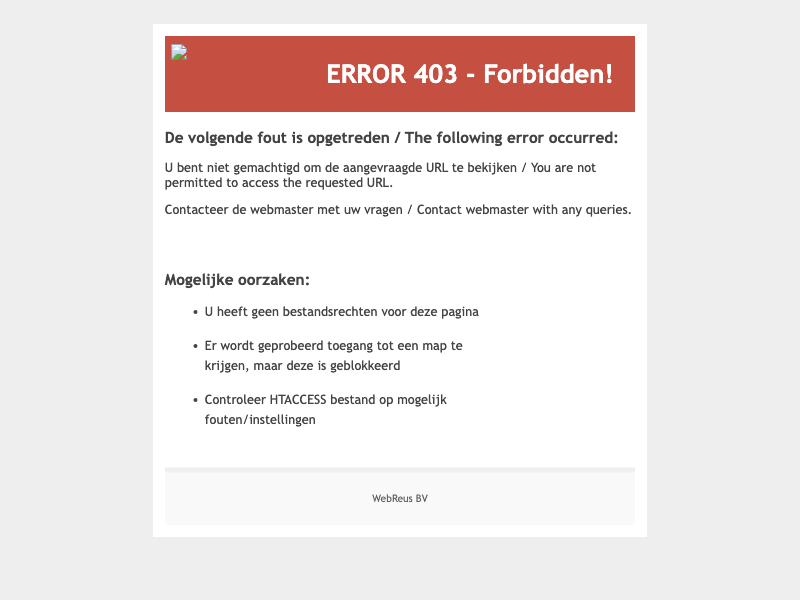 ERROR 403 - Forbidden!
De volgende fout is opgetreden / The following error occurred:
U bent niet gemachtigd om de aangevraagde URL te bekijken / You are not
permitted to access the requested URL.
Contacteer de webmaster met uw vragen / Contact webmaster with any queries.
Mogelijke oorzaken:
• U heeft geen bestandsrechten voor deze pagina
• Er wordt geprobeerd toegang tot een map te
krijgen, maar deze is geblokkeerd
• Controleer HTACCESS bestand op mogelijk
fouten/instellingen
WebReus BV